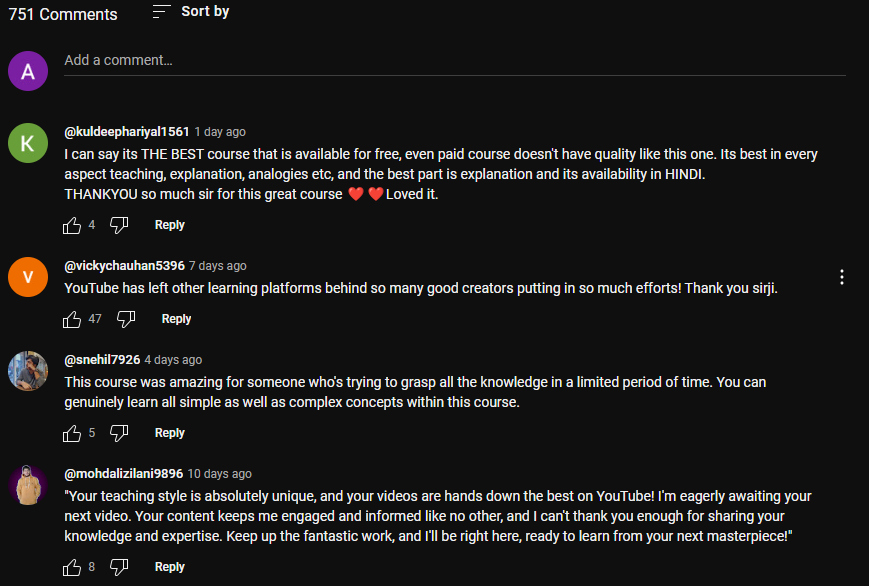 751 Comments
Sort by
A
Add a comment...
K
@kuldeephariyal1561 1 day ago
I can say its THE BEST course that is available for free, even paid course doesn't have quality like this one. Its best in every
aspect teaching, explanation, analogies etc, and the best part is explanation and its availability in HINDI.
THANKYOU so much sir for this great course ❤️ ❤️ Loved it.
4
Reply
V
@vickychauhan5396 7 days ago
YouTube has left other learning platforms behind so many good creators putting in so much efforts! Thank you sirji.
47
Reply
@snehil7926 4 days ago
This course was amazing for someone who's trying to grasp all the knowledge in a limited period of time. You can
genuinely learn all simple as well as complex concepts within this course.
5
Reply
@mohdalizilani9896 10 days ago
"Your teaching style is absolutely unique, and your videos are hands down the best on YouTube! I'm eagerly awaiting your
next video. Your content keeps me engaged and informed like no other, and I can't thank you enough for sharing your
knowledge and expertise. Keep up the fantastic work, and I'll be right here, ready to learn from your next masterpiece!"
8
Reply